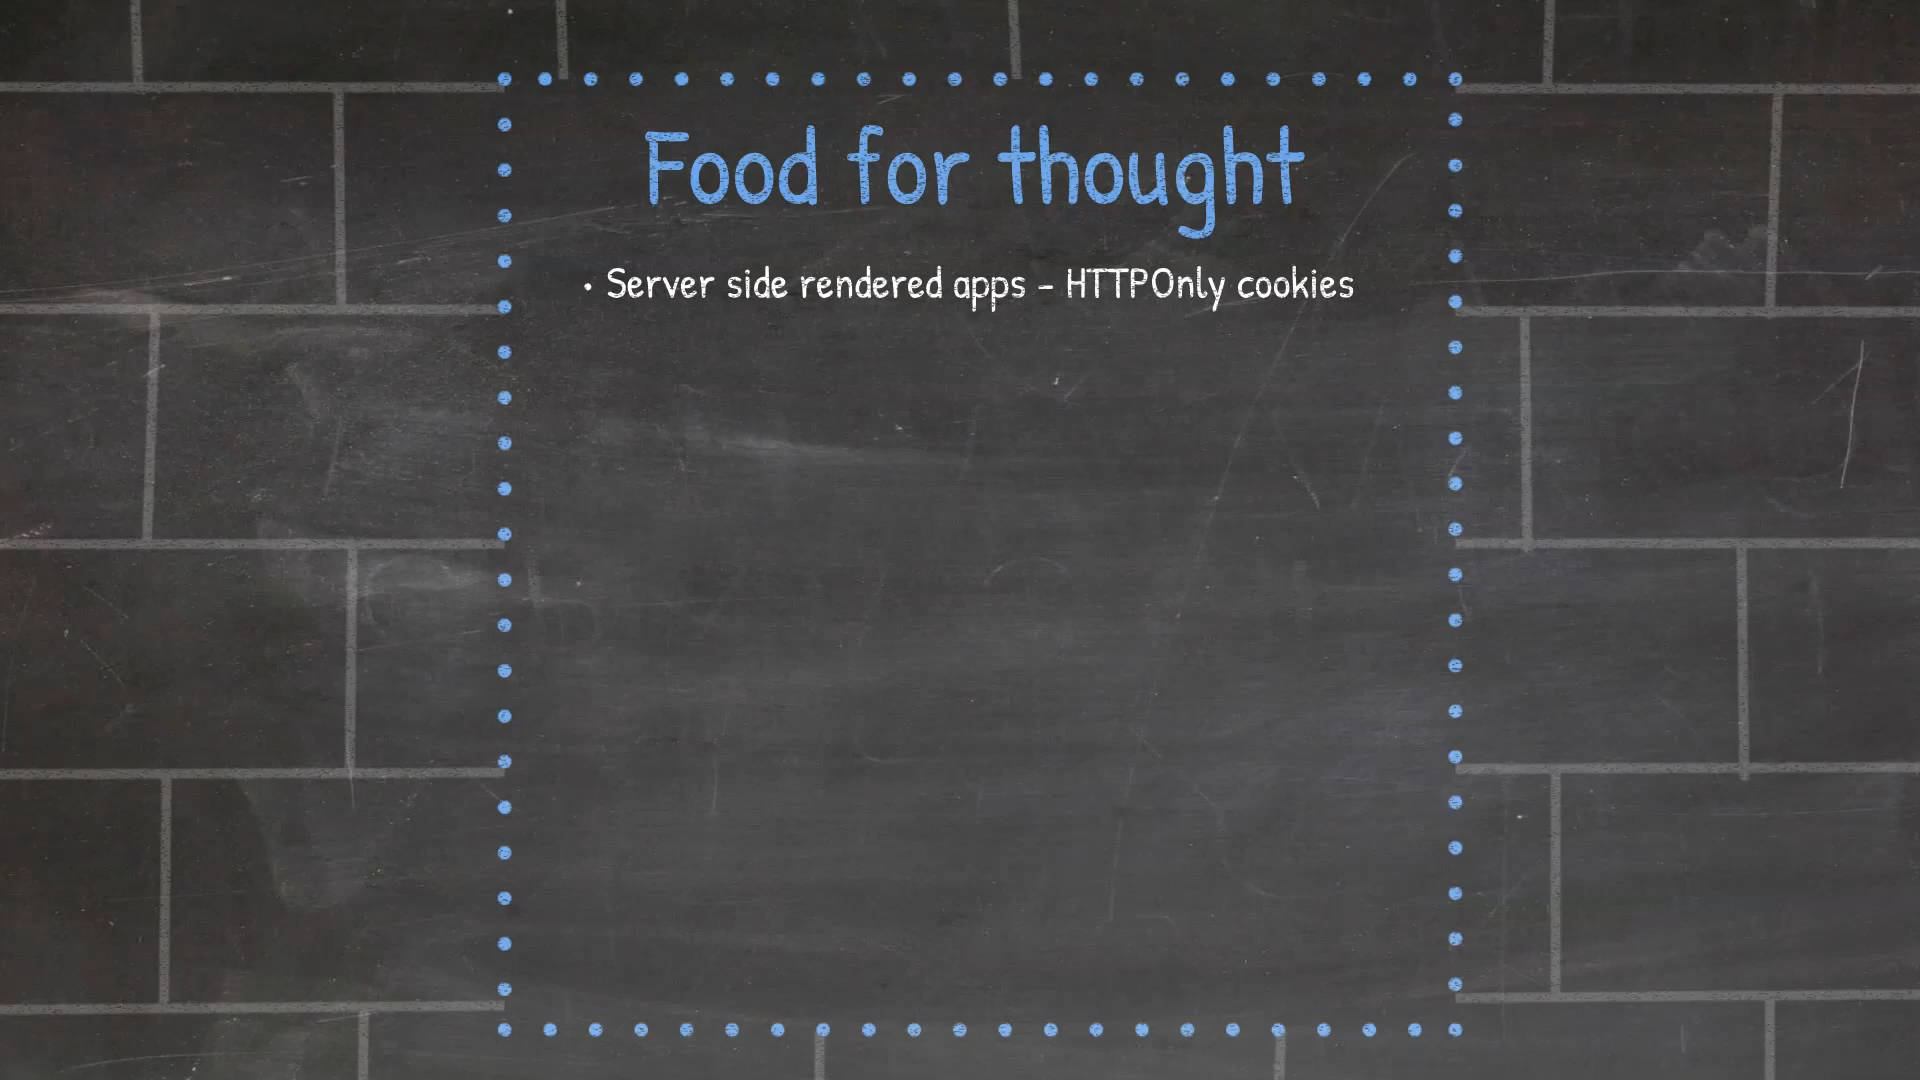 Food for thought
• Server side rendered apps - HTTPOnly cookies